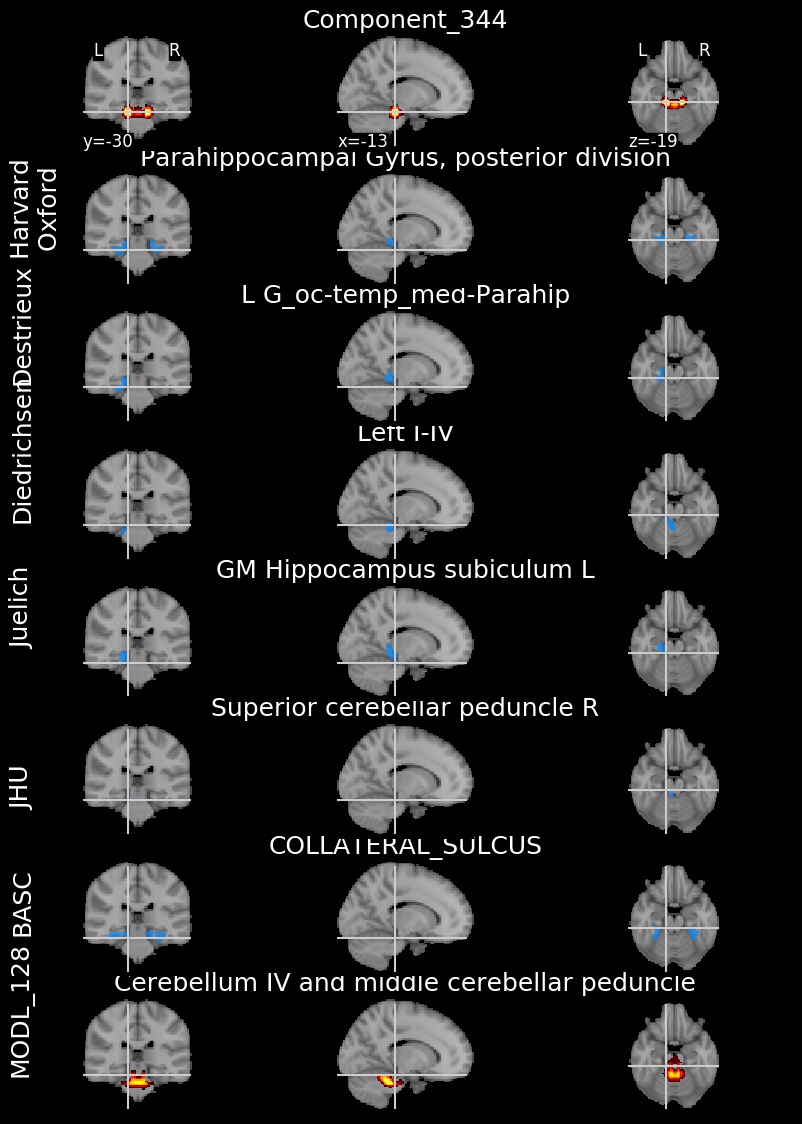 Component_344
L R L R
y=-30 x=-13 z=-19
Harvard
Oxford
Parahippocampal Gyrus, posterior division
Destrieux
L G_oc-temp_med-Parahip
Diedrichsen
Left I-IV
Juelich
GM Hippocampus subiculum L
JHU
Superior cerebellar peduncle R
BASC
COLLATERAL_SULCUS
MODL_128
Cerebellum IV and middle cerebellar peduncle